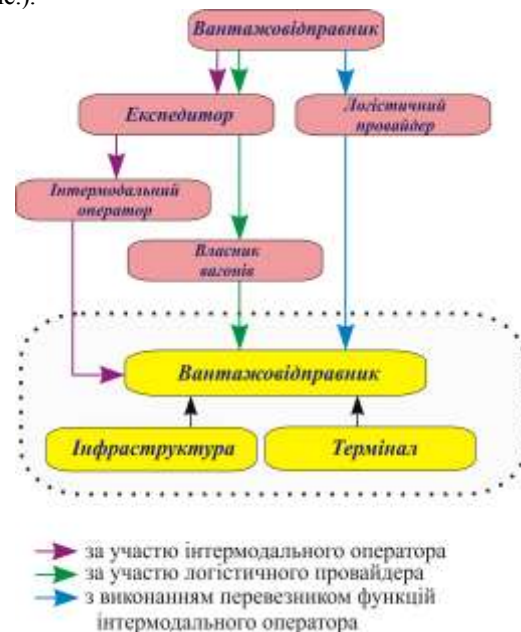 Вантажовідправник
Експедитор
Логістичний
провайдер
Інтермодальний
оператор
Власник
вагонів
Вантажовідправник
Інфраструктура
Термінал
за участю інтермодального оператора
за участю логістичного провайдера
з виконанням перевезником функцій
інтермодального оператора